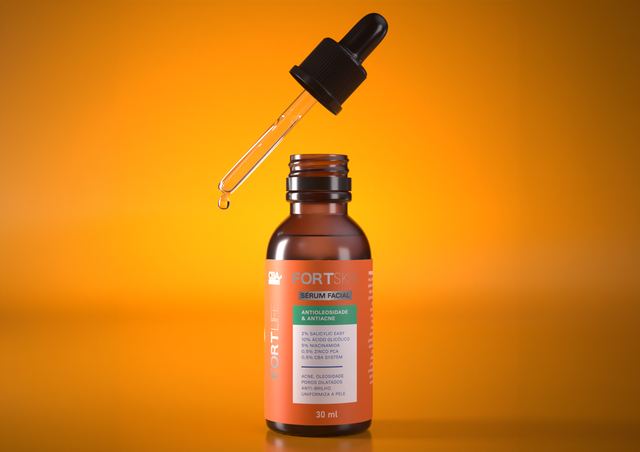 CBA
FORTSKIN
SÉRUM FACIAL
ANTIOLEOSIDADE
& ANTIACNE
2% SALICYLIC EASY
10% ÁCIDO GLICÓLICO
5% NIACINAMIDA
0,5% ZINCO PCA
0,5% CBA SYSTEM
ACNE, OLEOSIDADE
POROS DILATADOS
ANTI-BRILHO
UNIFORMIZA A PELE
30 ml
FORTLIFE